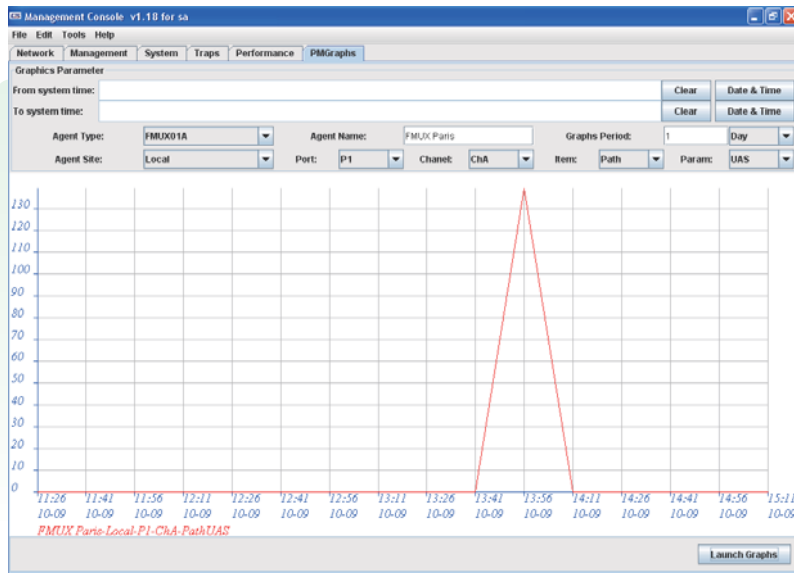 Management Console v1.18 for sa
File Edit Tools Help
Network Management System Traps Performance PMGraphs
Graphics Parameter
From system time: Clear Date & Time
To system time: Clear Date & Time
Agent Type: FMUX01A Agent Name: FMUX Paris Graphs Period: 1 Day
Agent Site: Local Port: P1 Chanel: ChA Item: Path Param: UAS
130
120
110
100
90
80
70
60
50
40
30
20
10
0
11:26 11:41 11:56 12:11 12:26 12:41 12:56 13:11 13:26 13:41 13:56 14:11 14:26 14:41 14:56 15:11
10-09 10-09 10-09 10-09 10-09 10-09 10-09 10-09 10-09 10-09 10-09 10-09 10-09 10-09 10-09 10-09
FMUX Paris-Local-P1-ChA-PathUAS
Launch Graphs